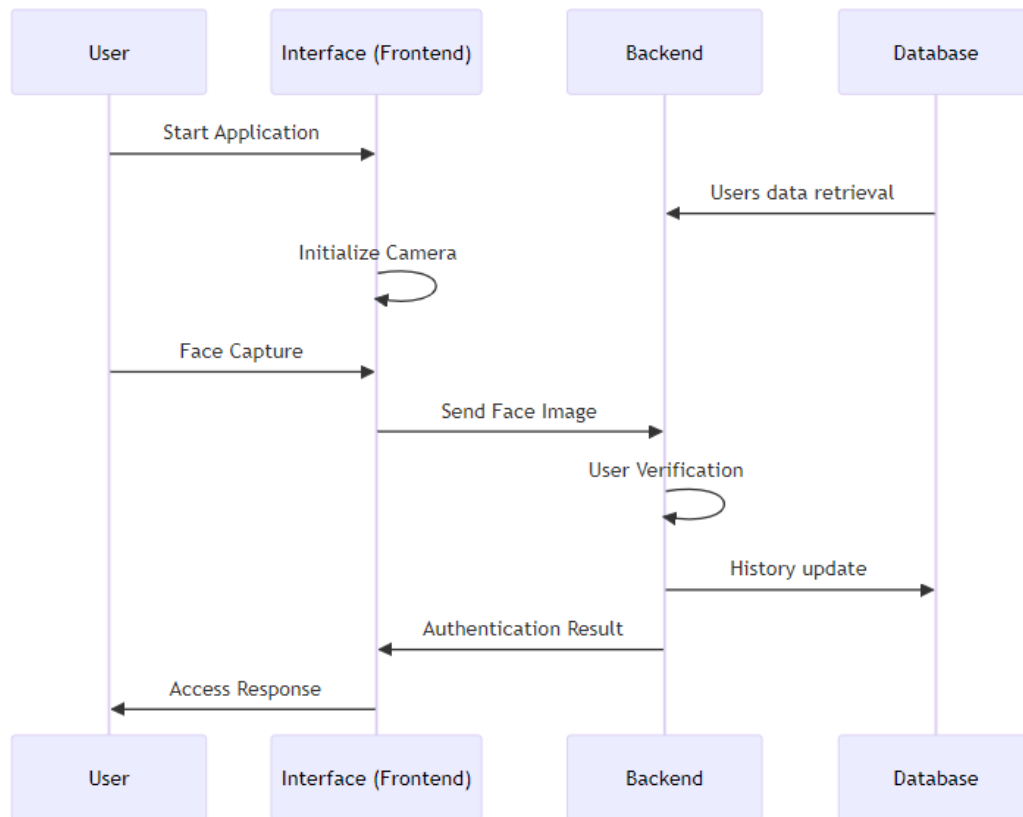 User
Interface (Frontend)
Backend
Database
Start Application
Users data retrieval
Initialize Camera
Face Capture
Send Face Image
User Verification
History update
Authentication Result
Access Response
User
Interface (Frontend)
Backend
Database